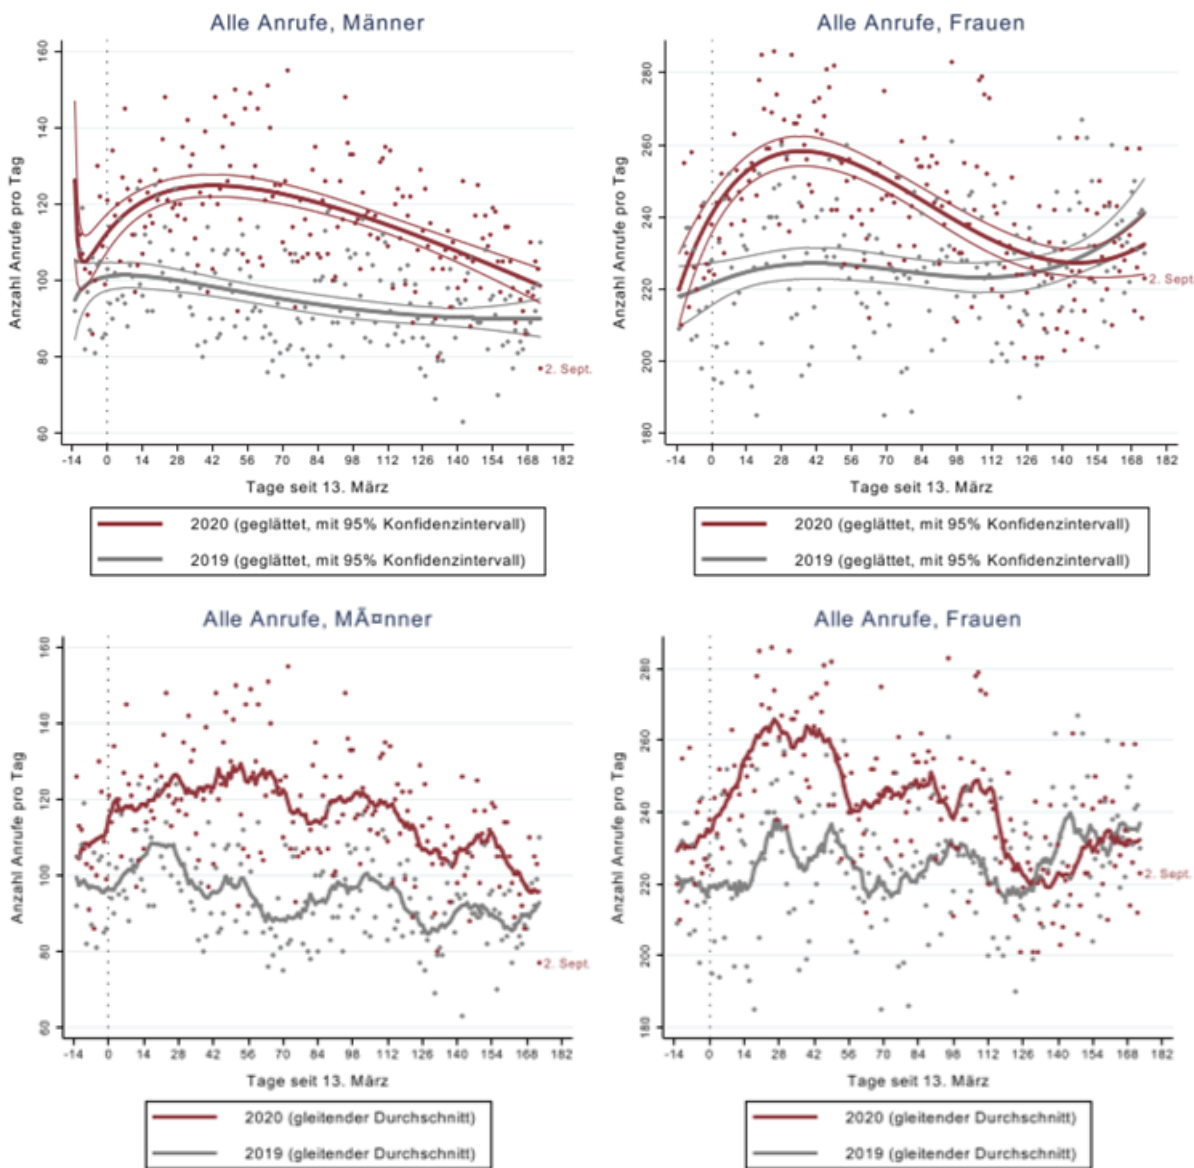 Alle Anrufe, Männer
Anzahl Anrufe pro Tag
160
140
120
100
80
60
-14 0 14 28 42 56 70 84 98 112 126 140 154 168 182
2. Sept.
Tage seit 13. März
2020 (geglättet, mit 95% Konfidenzintervall)
2019 (geglättet, mit 95% Konfidenzintervall)
Alle Anrufe, Frauen
Anzahl Anrufe pro Tag
280
260
240
220
200
180
-14 0 14 28 42 56 70 84 98 112 126 140 154 168 182
2. Sept
Tage seit 13. März
2020 (geglättet, mit 95% Konfidenzintervall)
2019 (geglättet, mit 95% Konfidenzintervall)
Alle Anrufe, MÃ¤nner
Anzahl Anrufe pro Tag
160
140
120
100
80
60
-14 0 14 28 42 56 70 84 98 112 126 140 154 168 182
2. Sept.
Tage seit 13. März
2020 (gleitender Durchschnitt)
2019 (gleitender Durchschnitt)
Alle Anrufe, Frauen
Anzahl Anrufe pro Tag
280
260
240
220
200
180
-14 0 14 28 42 56 70 84 98 112 126 140 154 168 182
2. Sept.
Tage seit 13. März
2020 (gleitender Durchschnitt)
2019 (gleitender Durchschnitt)